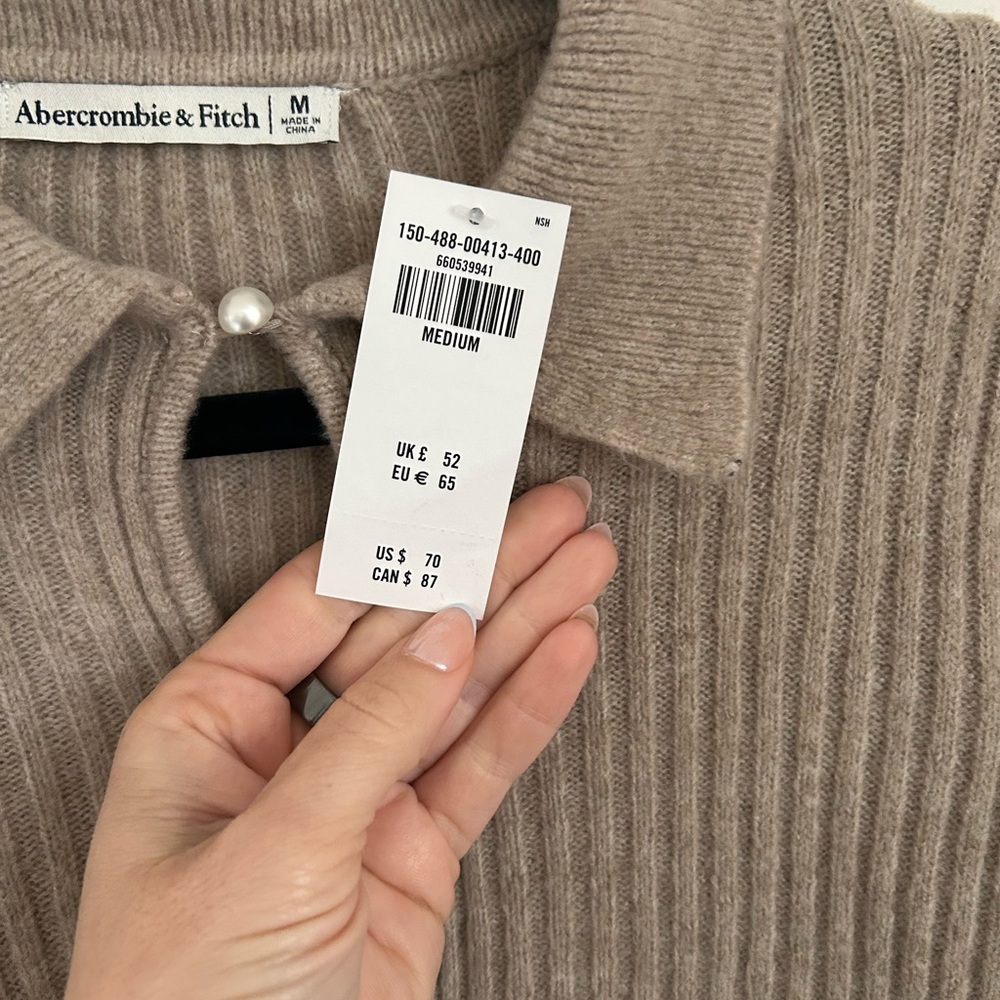 Abercrombie & Fitch | M
MADE IN
CHINA
NSH
150-488-00413-400
660539941
MEDIUM
UK £ 52
EU € 65
US $ 70
CAN $ 87